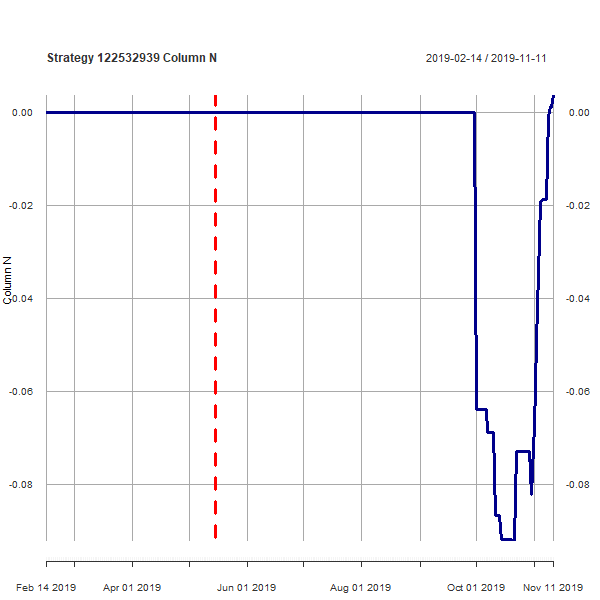 Strategy 122532939 Column N
2019-02-14 / 2019-11-11
Column N
0.00 0.00
-0.02 -0.02
-0.04 -0.04
-0.06 -0.06
-0.08 -0.08
Feb 14 2019 Apr 01 2019 Jun 01 2019 Aug 01 2019 Oct 01 2019 Nov 11 2019